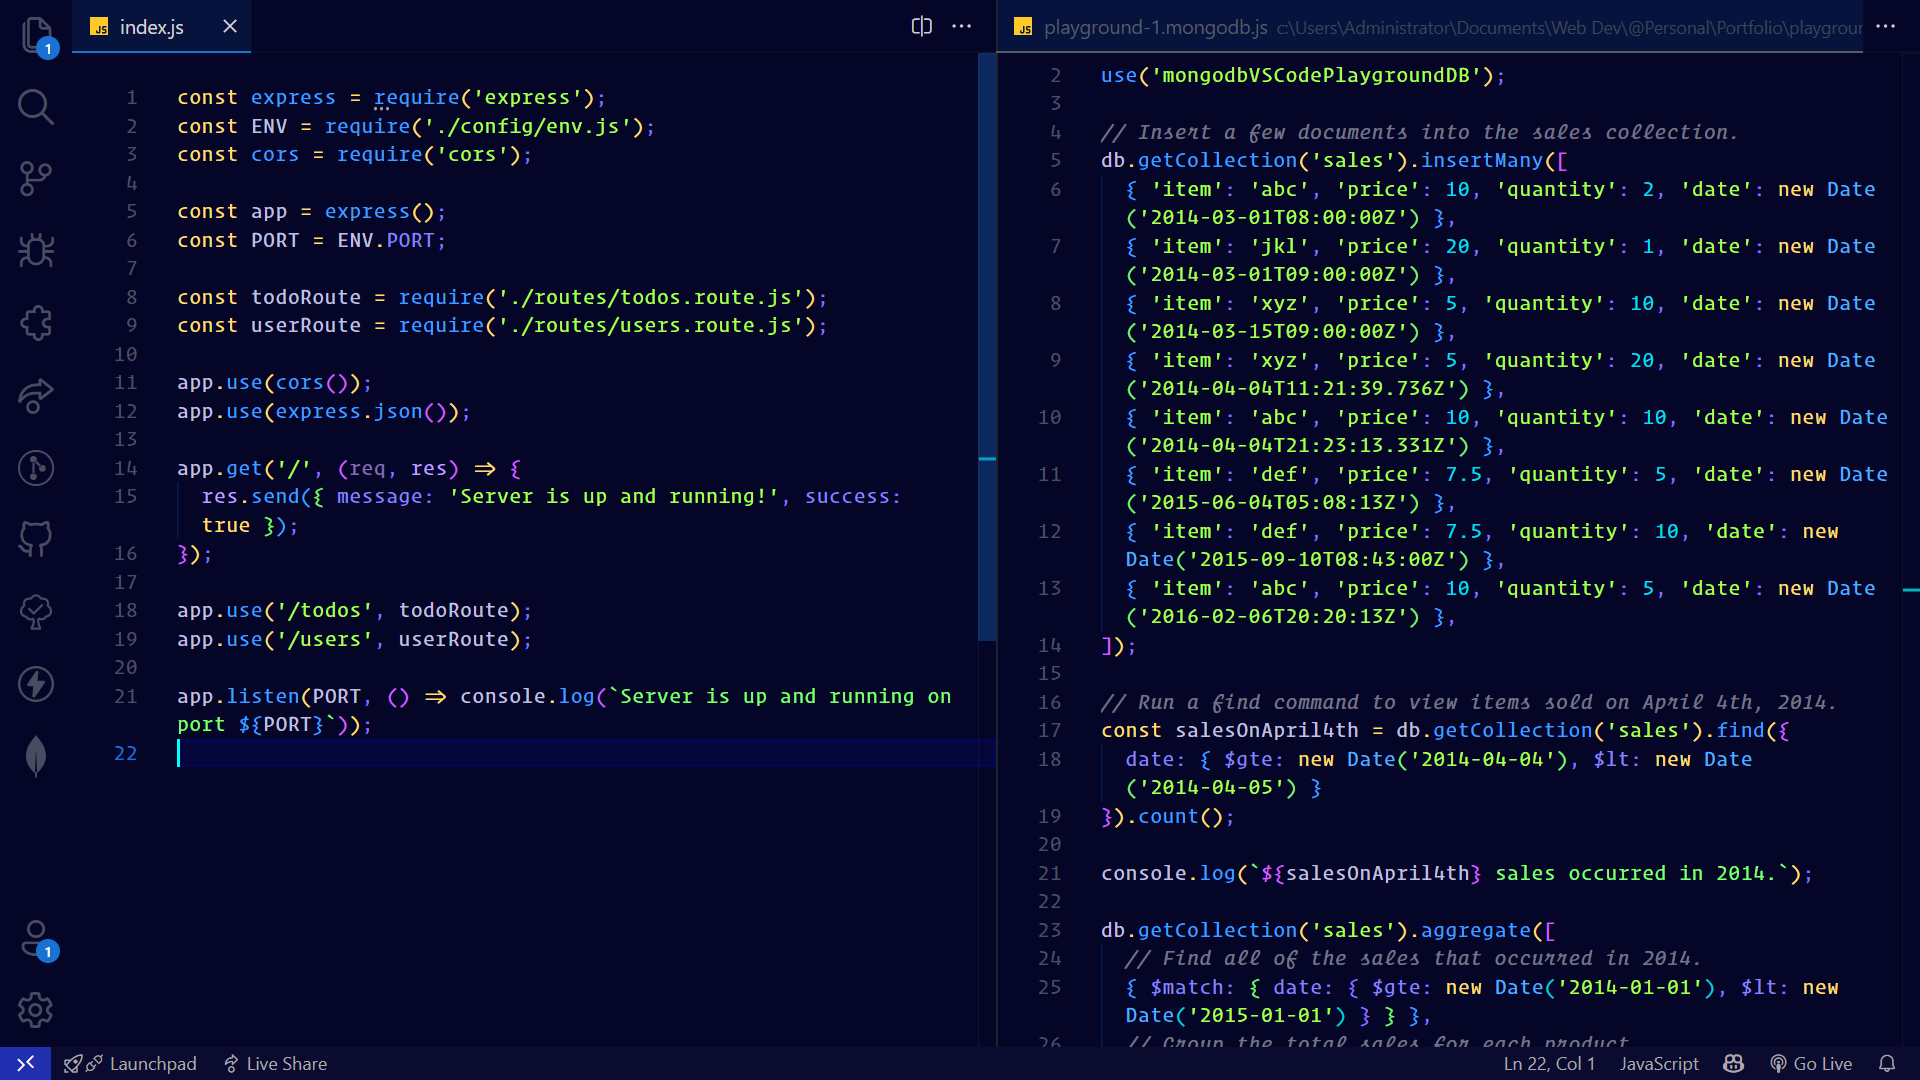 1
index.js
1 const express = require('express');
2 const ENV = require('./config/env.js');
3 const cors = require('cors');
4
5 const app = express();
6 const PORT = ENV.PORT;
7
8 const todoRoute = require('./routes/todos.route.js');
9 const userRoute = require('./routes/users.route.js');
10
11 app.use(cors());
12 app.use(express.json());
13
14 app.get('/', (req, res) => {
15 res.send({ message: 'Server is up and running!', success:
true });
16 });
17
18 app.use('/todos', todoRoute);
19 app.use('/users', userRoute);
20
21 app.listen(PORT, () => console.log(`Server is up and running on
port ${PORT}`));
22
1
playground-1.mongodb.js c:\Users\Administrator\Documents\Web Dev\@Personal\Portfolio\playgroun
2 use('mongodbVSCodePlaygroundDB');
3
4 // Insert a few documents into the sales collection.
5 db.getCollection('sales').insertMany([
6 { 'item': 'abc', 'price': 10, 'quantity': 2, 'date': new Date
('2014-03-01T08:00:00Z') },
7 { 'item': 'jkl', 'price': 20, 'quantity': 1, 'date': new Date
('2014-03-01T09:00:00Z') },
8 { 'item': 'xyz', 'price': 5, 'quantity': 10, 'date': new Date
('2014-03-15T09:00:00Z') },
9 { 'item': 'xyz', 'price': 5, 'quantity': 20, 'date': new Date
('2014-04-04T11:21:39.736Z') },
10 { 'item': 'abc', 'price': 10, 'quantity': 10, 'date': new Date
('2014-04-04T21:23:13.331Z') },
11 { 'item': 'def', 'price': 7.5, 'quantity': 5, 'date': new Date
('2015-06-04T05:08:13Z') },
12 { 'item': 'def', 'price': 7.5, 'quantity': 10, 'date': new
Date('2015-09-10T08:43:00Z') },
13 { 'item': 'abc', 'price': 10, 'quantity': 5, 'date': new Date
('2016-02-06T20:20:13Z') },
14 ]);
15
16 // Run a find command to view items sold on April 4th, 2014.
17 const salesOnApril4th = db.getCollection('sales').find({
18 date: { $gte: new Date('2014-04-04'), $lt: new Date
('2014-04-05') }
19 }).count();
20
21 console.log(`${salesOnApril4th} sales occurred in 2014.`);
22
23 db.getCollection('sales').aggregate([
24 // Find all of the sales that occurred in 2014.
25 { $match: { date: { $gte: new Date('2014-01-01'), $lt: new
Date('2015-01-01') } } },
26 // Group the total sales for each product
Launchpad
Live Share
Ln 22, Col 1
JavaScript
Go Live